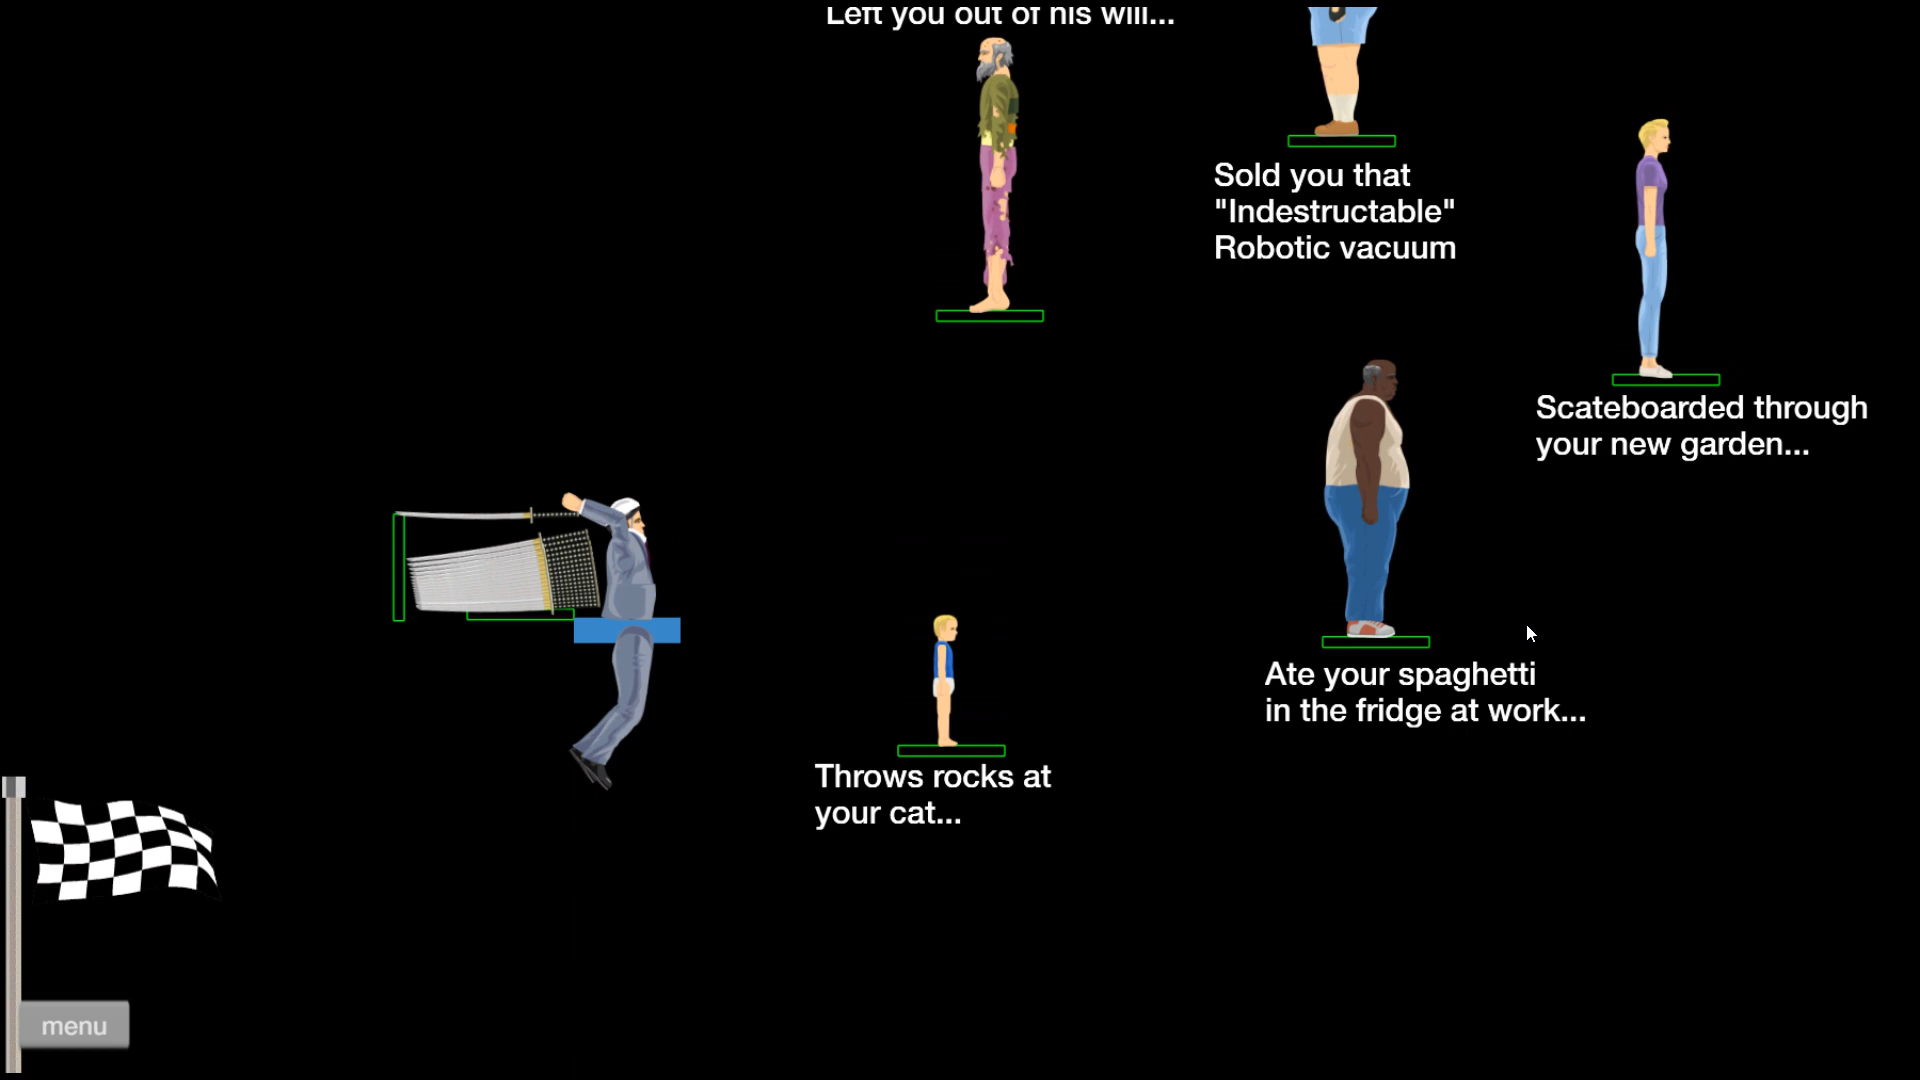 Left you out of his will...
Sold you that
"Indestructable"
Robotic vacuum
Scateboarded through
your new garden...
Ate your spaghetti
in the fridge at work...
Throws rocks at
your cat...
menu